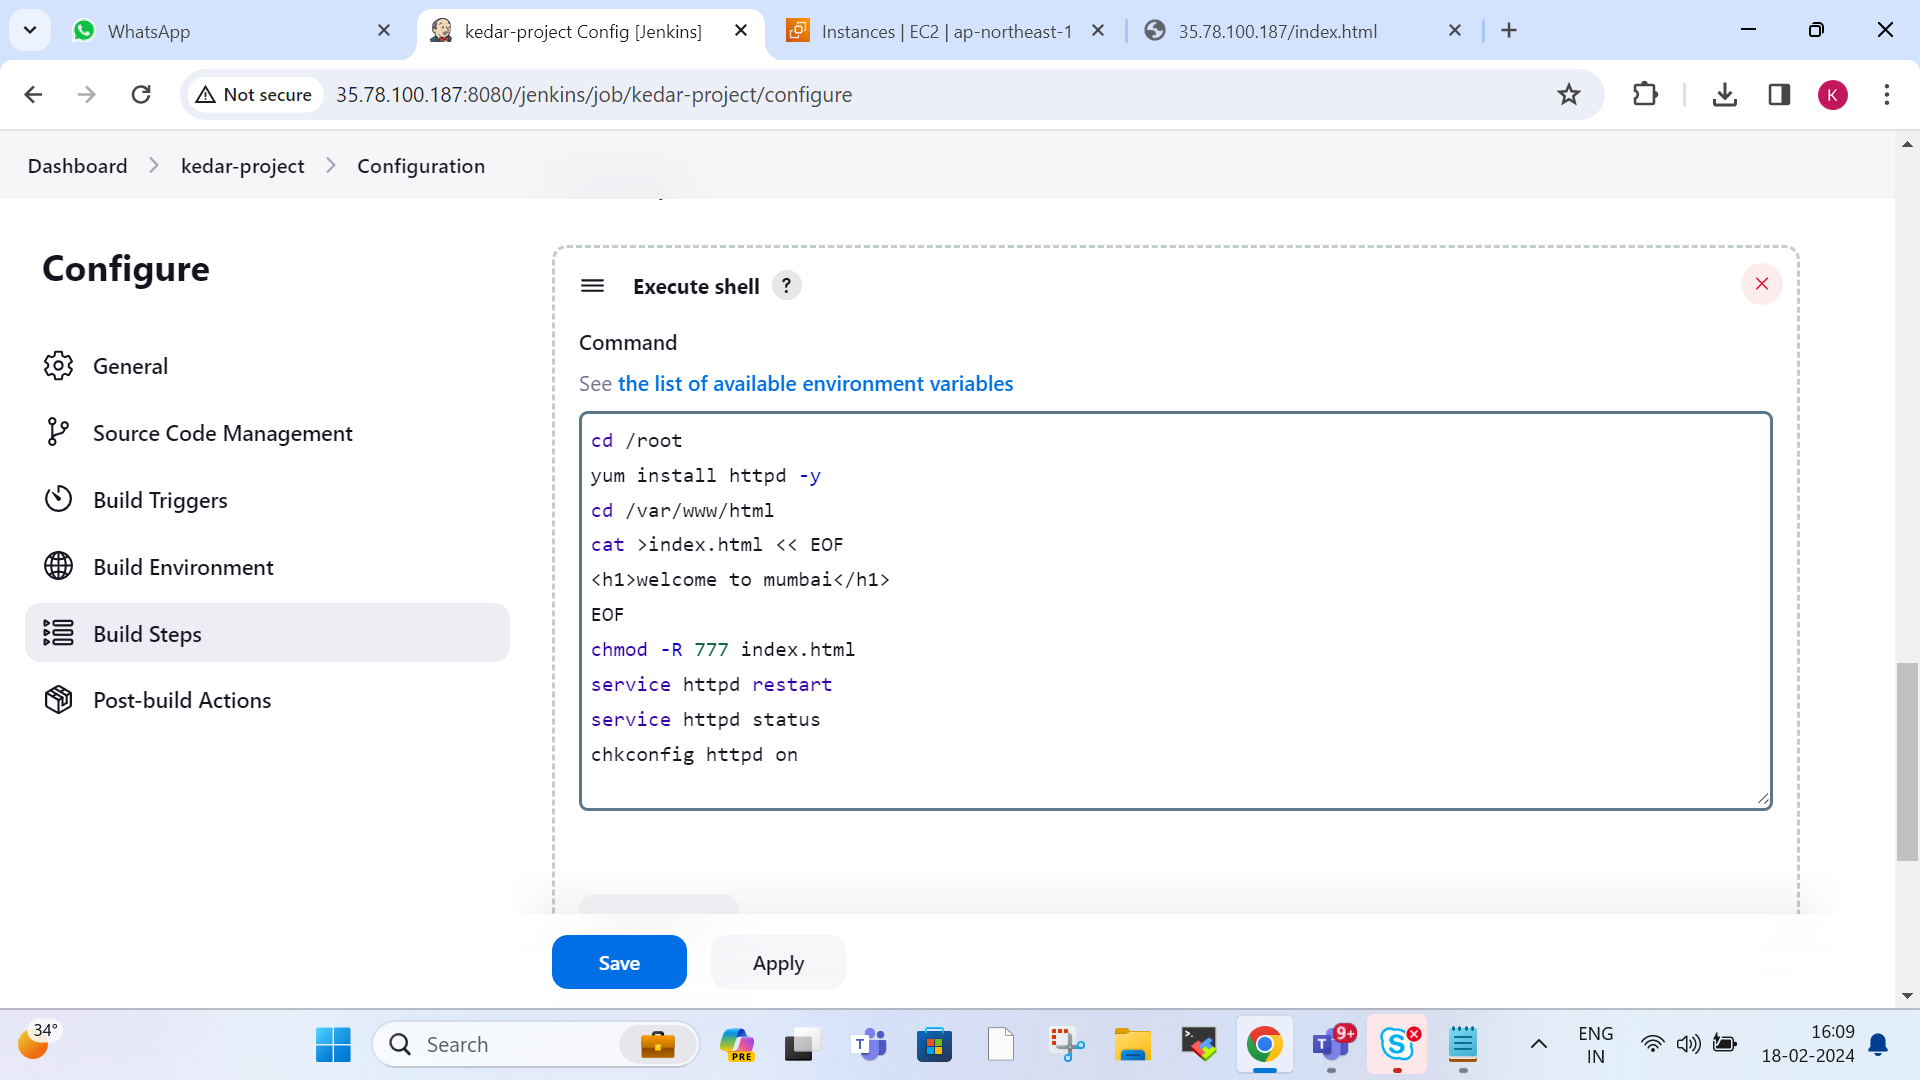 WhatsApp
kedar-project Config [Jenkins]
Instances | EC2 | ap-northeast-1
35.78.100.187/index.html
Not secure
35.78.100.187:8080/jenkins/job/kedar-project/configure
K
Dashboard
kedar-project
Configuration
Configure
General
Source Code Management
Build Triggers
Build Environment
Build Steps
Post-build Actions
Execute shell ?
Command
See the list of available environment variables
cd /root
yum install httpd -y
cd /var/www/html
cat >index.html << EOF
<h1>welcome to mumbai</h1>
EOF
chmod -R 777 index.html
service httpd restart
service httpd status
chkconfig httpd on
Save
Apply
34°
Search
PRE
T
T
9+
S
ENG
IN
16:09
18-02-2024